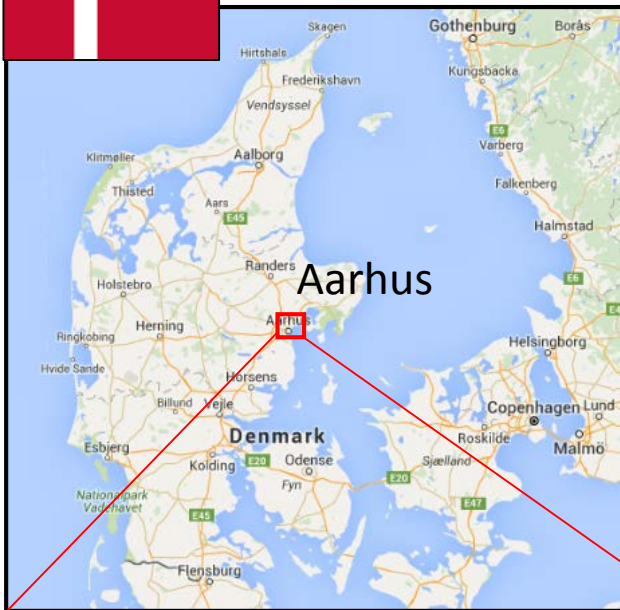 Skagen
Gothenburg
Borås
Hirtshals
Kungsbacka
Frederikshavn
Vendsyssel
E6
Varberg
Klitmøller
Aalborg
Thisted
Falkenberg
Aars
E45
Halmstad
Randers
Aarhus
E6
Holstebro
E4
Aarhus
Ringkobing
Herning
Helsingborg
Hvide Sande
Horsens
Billund
Vejle
Copenhagen
Lund
Denmark
Roskilde
Esbjerg
Malmö
Kolding
E20
Odense
Sjælland
Fyn
E20
Nationalpark
Vadehavet
E47
E45
Flensburg